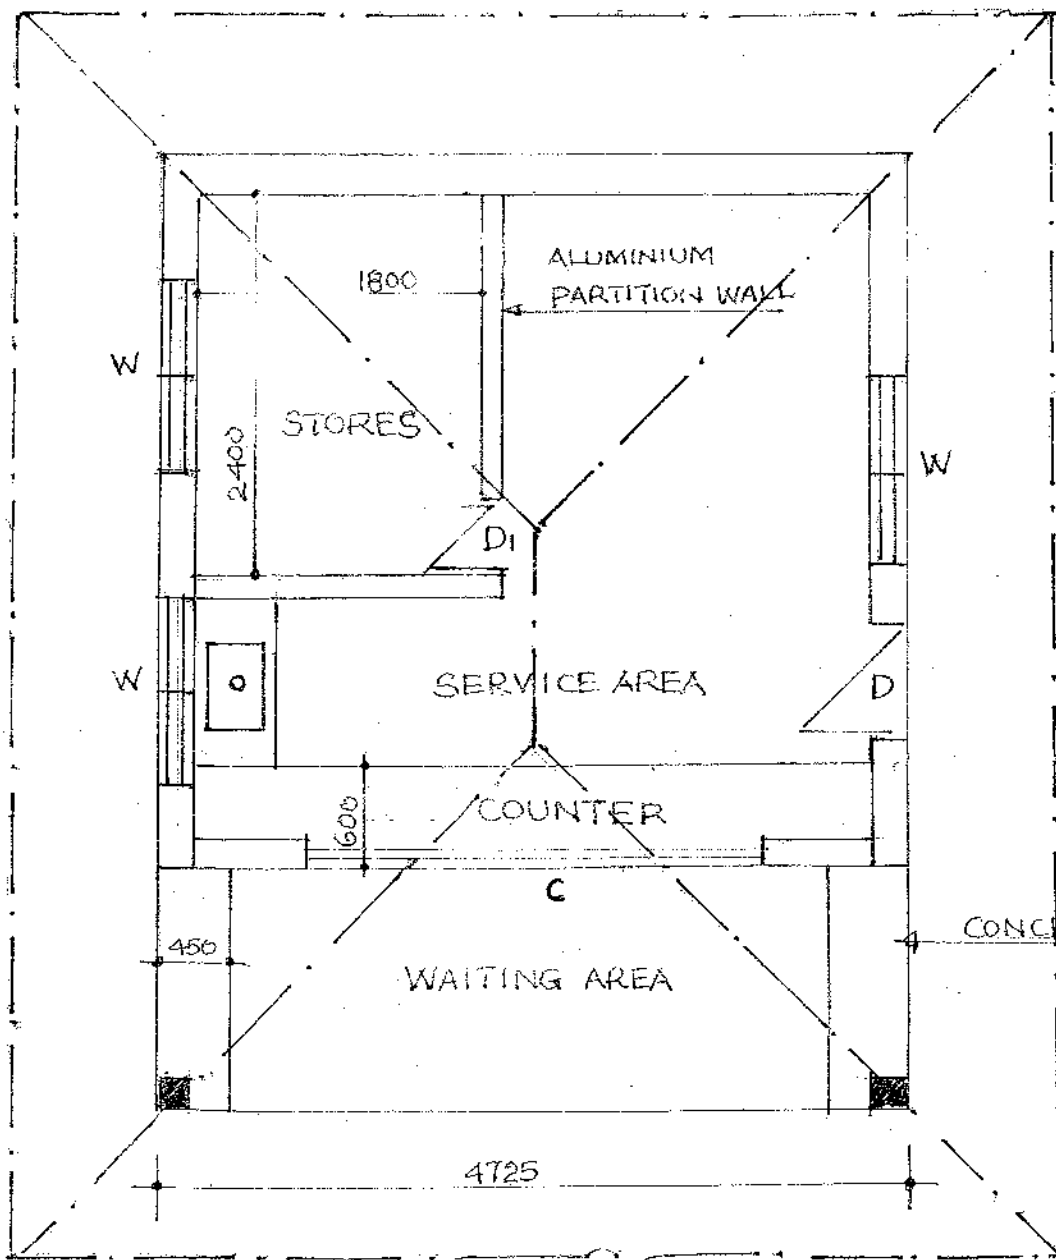 ALUMINIUM
PARTITION WALL
1800
W
STORES
2400
W
D1
W
SERVICE AREA
D
COUNTER
600
C
450
CONC
WAITING AREA
4725